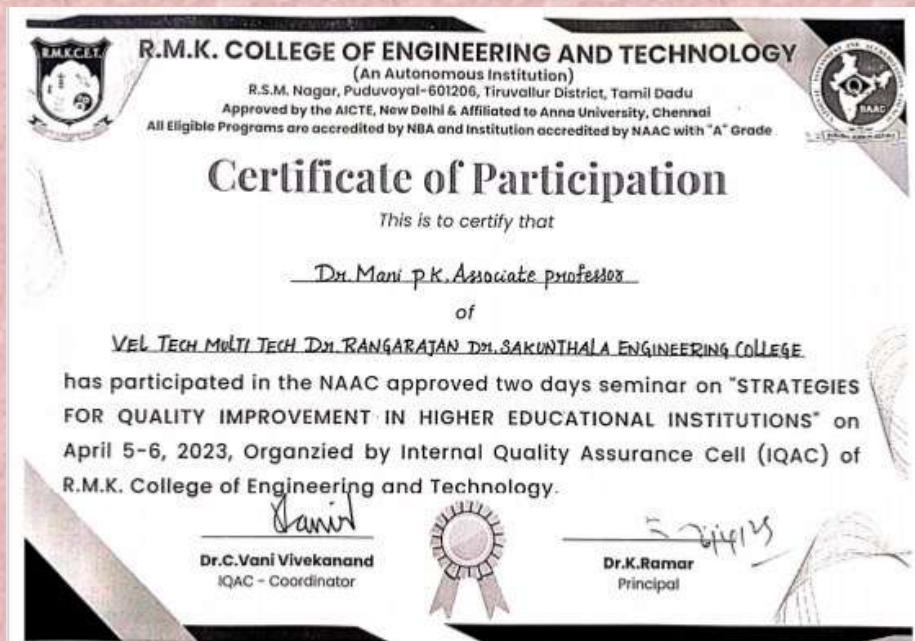 R.M.K.C.E.T.
R.M.K. COLLEGE OF ENGINEERING AND TECHNOLOGY
(An Autonomous Institution)
R.S.M. Nagar, Puduvoyal-601206, Tiruvallur District, Tamil Dadu
Approved by the AICTE, New Delhi & Affiliated to Anna University, Chennai
All Eligible Programs are accredited by NBA and Institution accredited by NAAC with "A" Grade
NAAC
Certificate of Participation
This is to certify that
Dr. Mani P K, Associate professor
of
VEL TECH MULTI TECH Dr. RANGARAJAN Dr. SAKUNTHALA ENGINEERING COLLEGE
has participated in the NAAC approved two days seminar on "STRATEGIES
FOR QUALITY IMPROVEMENT IN HIGHER EDUCATIONAL INSTITUTIONS" on
April 5-6, 2023, Organzied by Internal Quality Assurance Cell (IQAC) of
R.M.K. College of Engineering and Technology.
Dr.C.Vani Vivekanand
IQAC - Coordinator
Dr.K.Ramar
Principal